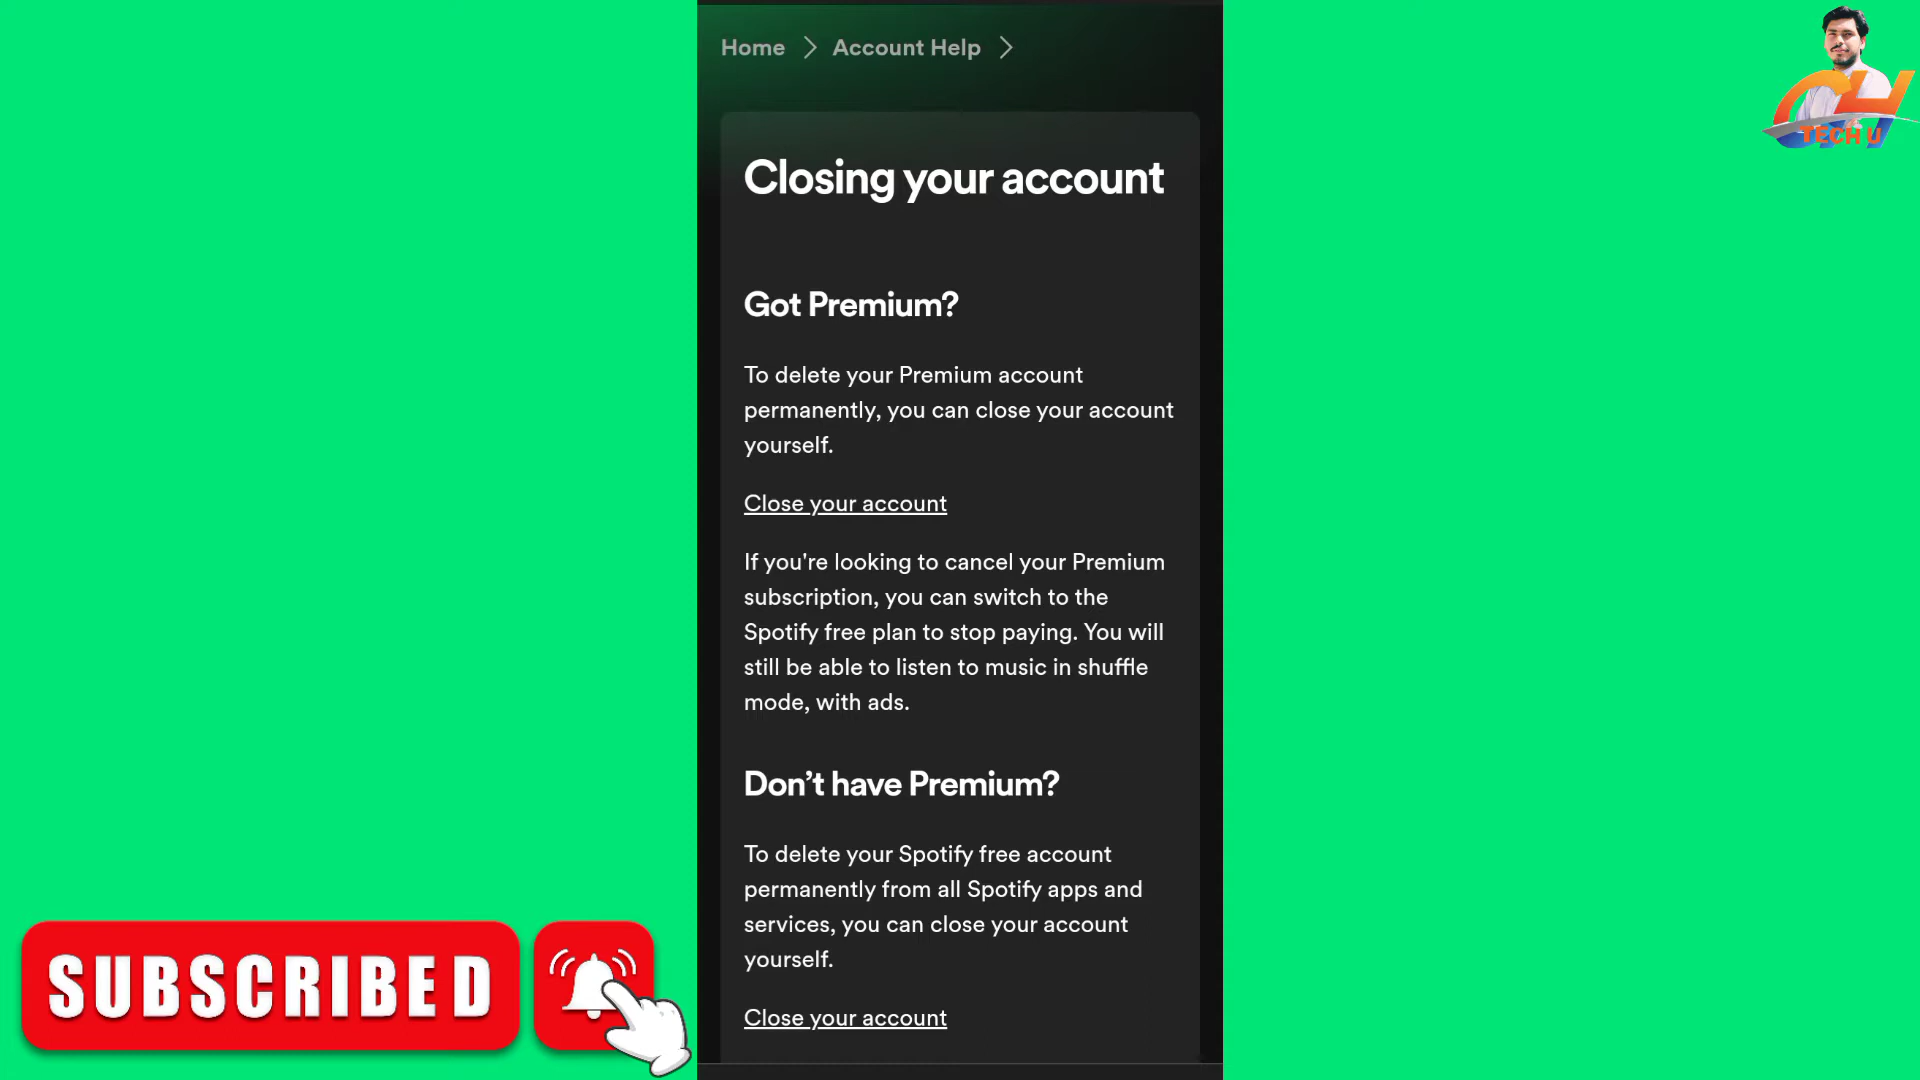 Home > Account Help >
CH
TECH U
Closing your account
Got Premium?
To delete your Premium account
permanently, you can close your account
yourself.
Close your account
If you're looking to cancel your Premium
subscription, you can switch to the
Spotify free plan to stop paying. You will
still be able to listen to music in shuffle
mode, with ads.
Don’t have Premium?
To delete your Spotify free account
permanently from all Spotify apps and
services, you can close your account
yourself.
Close your account
SUBSCRIBED